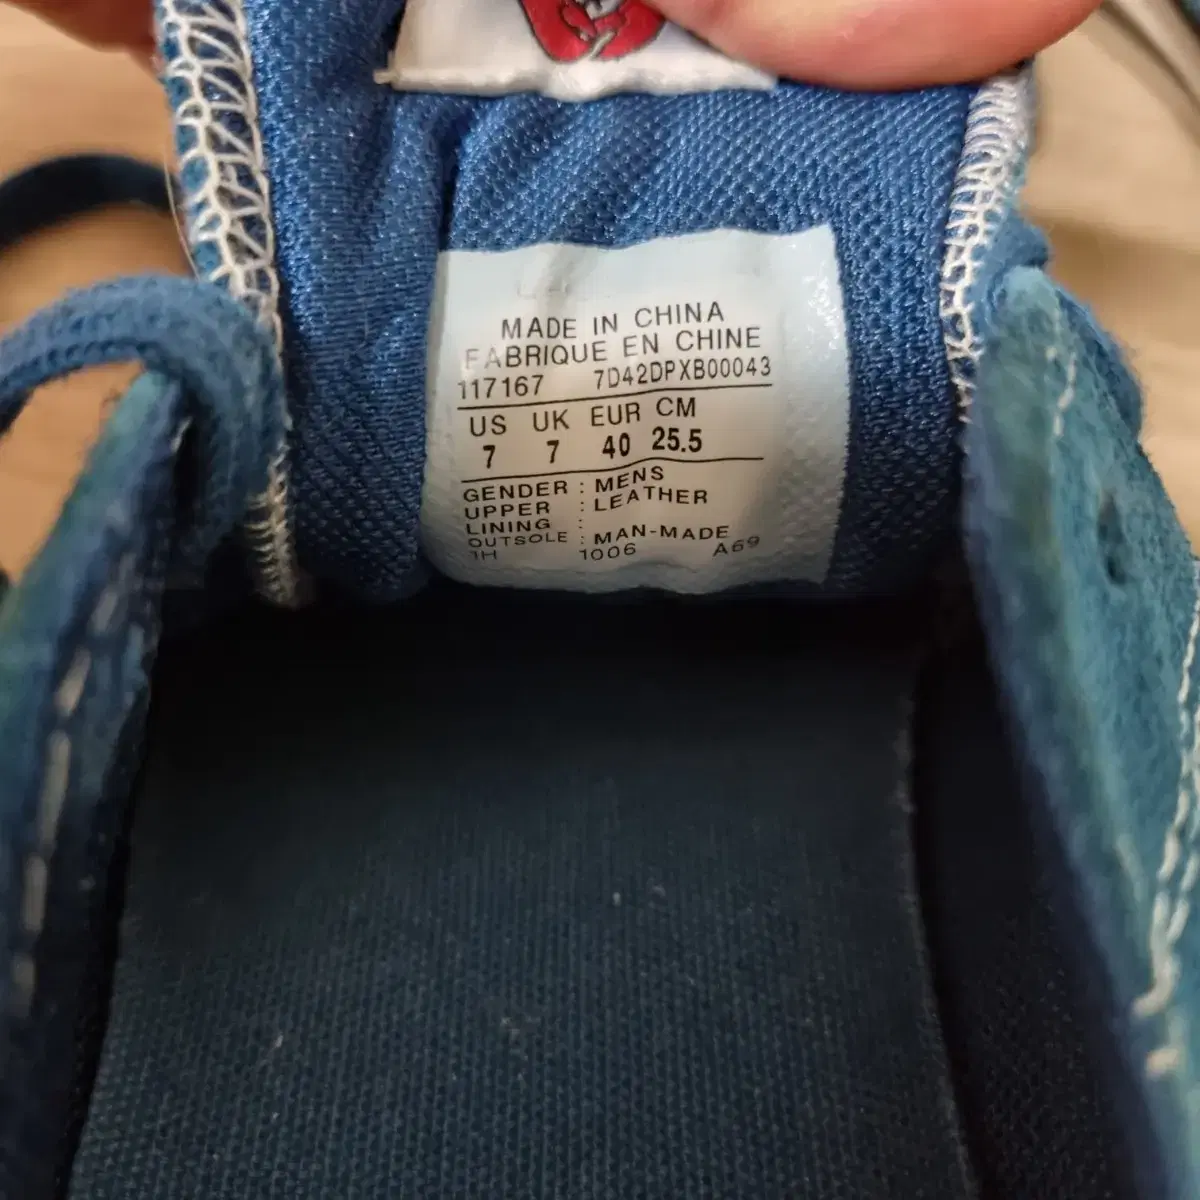 MADE IN CHINA
FABRIQUE EN CHINE
117167 7D42DPXB00043
US UK EUR CM
7 7 40 25.5
GENDER : MENS
UPPER : LEATHER
LINING :
OUTSOLE : MAN-MADE
1H 1006 A69